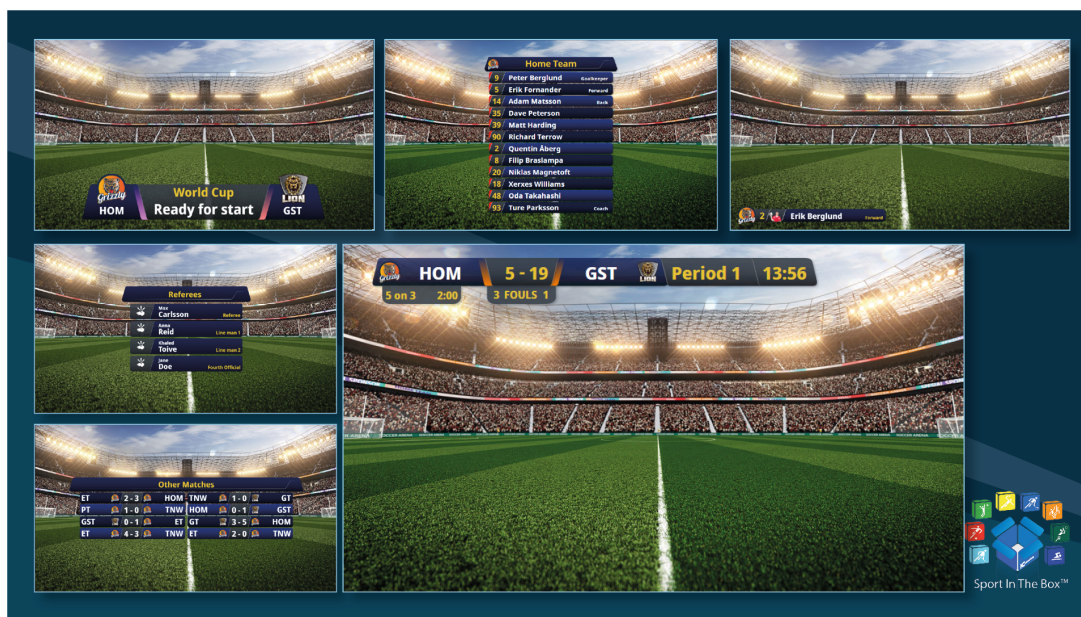 World Cup
Grizzly
LION
HOM
Ready for start
GST
Home Team
9 Peter Berglund Goalkeeper
5 Erik Fornander Forward
14 Adam Matsson Back
35 Dave Peterson
39 Matt Harding
90 Richard Terrow
2 Quentin Åberg
8 Filip Braslampa
20 Niklas Magnetoft
18 Xerxes Williams
48 Oda Takahashi
93 Ture Parksson Coach
Grizzly 2 Erik Berglund Forward
Referees
Max
Carlsson Referee
Anna
Reid Line man 1
Khaled
Toive Line man 2
Jane
Doe Fourth Official
Grizzly HOM 5 - 19 GST LION Period 1 13:56
5 on 3 2:00 3 FOULS 1
SOCCER ARENA
Other Matches
ET 2 - 3 HOM TNW 1 - 0 GT
PT 1 - 0 TNW HOM 0 - 1 GST
GST 0 - 1 ET GT 3 - 5 HOM
ET 4 - 3 TNW ET 2 - 0 TNW
Sport In The Box™